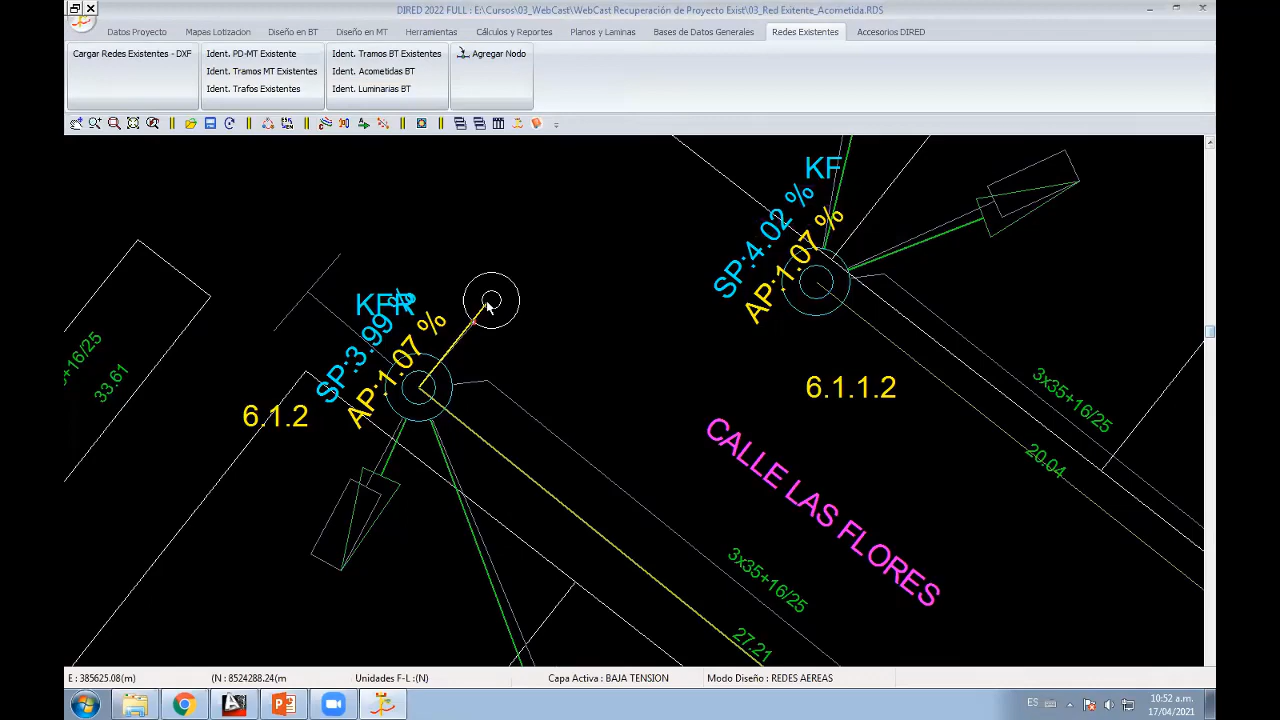 DIRED 2022 FULL : E:\Cursos\03_WebCast\WebCast Recuperación de Proyecto Exist\03_Red Exitente_Acometida.RDS
Datos Proyecto
Mapas Lotizacion
Diseño en BT
Diseño en MT
Herramientas
Cálculos y Reportes
Planos y Laminas
Bases de Datos Generales
Redes Existentes
Accesorios DIRED
Cargar Redes Existentes - DXF
Ident. PD-MT Existente
Ident. Tramos MT Existentes
Ident. Trafos Existentes
Ident. Tramos BT Existentes
Ident. Acometidas BT
Ident. Luminarias BT
Agregar Nodo
KF
SP:4.02 %
AP:1.07 %
SP:3.99 %
AP:1.07 %
6.1.2
6.1.1.2
+16/25
33.61
3x35+16/25
20.04
CALLE LAS FLORES
3x35+16/25
27.21
E : 385625.08(m)
(N : 8524288.24(m
Unidades F-L :(N)
Capa Activa : BAJA TENSION
Modo Diseño : REDES AEREAS
ES
10:52 a.m.
17/04/2021